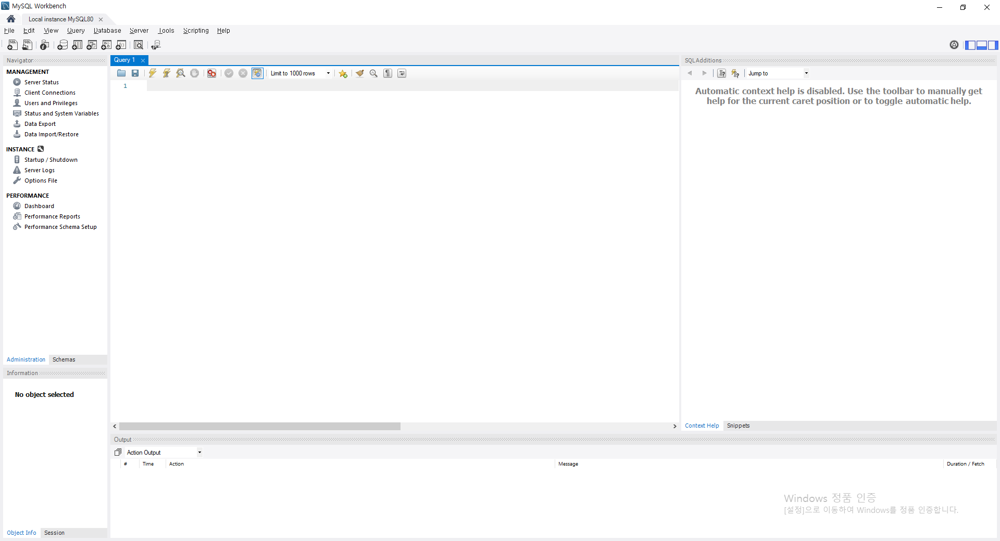 MySQL Workbench
Local instance MySQL80
File Edit View Query Database Server Tools Scripting Help
Navigator
MANAGEMENT
Server Status
Client Connections
Users and Privileges
Status and System Variables
Data Export
Data Import/Restore
INSTANCE
Startup / Shutdown
Server Logs
Options File
PERFORMANCE
Dashboard
Performance Reports
Performance Schema Setup
Administration Schemas
Information
No object selected
Object Info Session
Query 1
Limit to 1000 rows
1
SQLAdditions
Jump to
Automatic context help is disabled. Use the toolbar to manually get
help for the current caret position or to toggle automatic help.
Context Help Snippets
Output
Action Output
# Time Action Message Duration / Fetch
Windows 정품 인증
[설정]으로 이동하여 Windows를 정품 인증합니다.